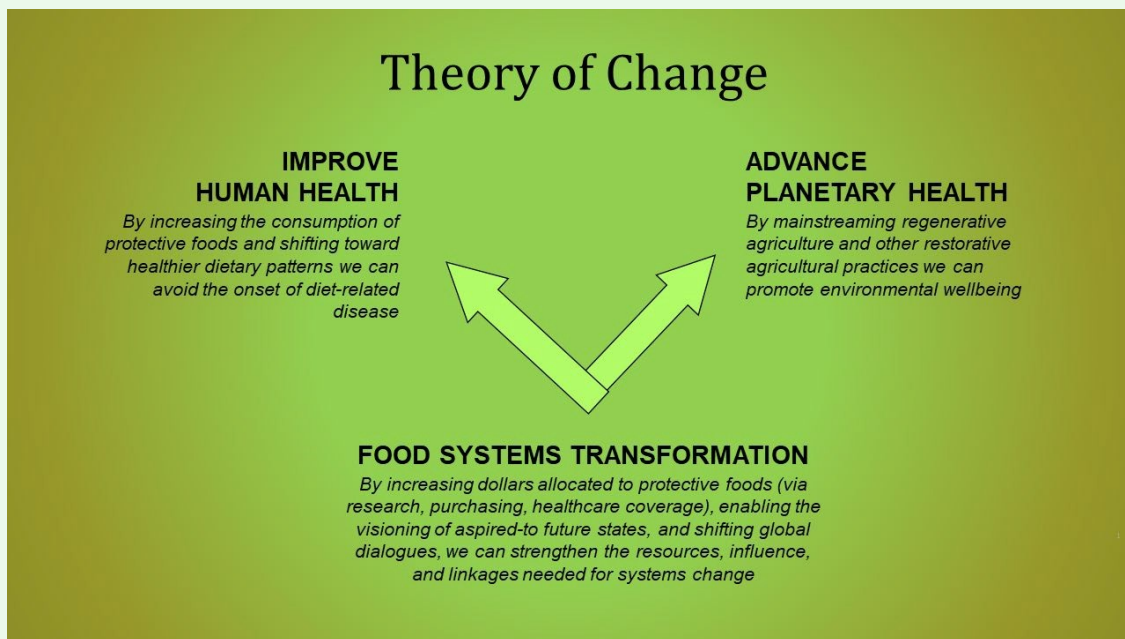 Theory of Change
IMPROVE
HUMAN HEALTH
By increasing the consumption of
protective foods and shifting toward
healthier dietary patterns we can
avoid the onset of diet-related
disease
ADVANCE
PLANETARY HEALTH
By mainstreaming regenerative
agriculture and other restorative
agricultural practices we can
promote environmental wellbeing
FOOD SYSTEMS TRANSFORMATION
By increasing dollars allocated to protective foods (via
research, purchasing, healthcare coverage), enabling the
visioning of aspired-to future states, and shifting global
dialogues, we can strengthen the resources, influence,
and linkages needed for systems change
1